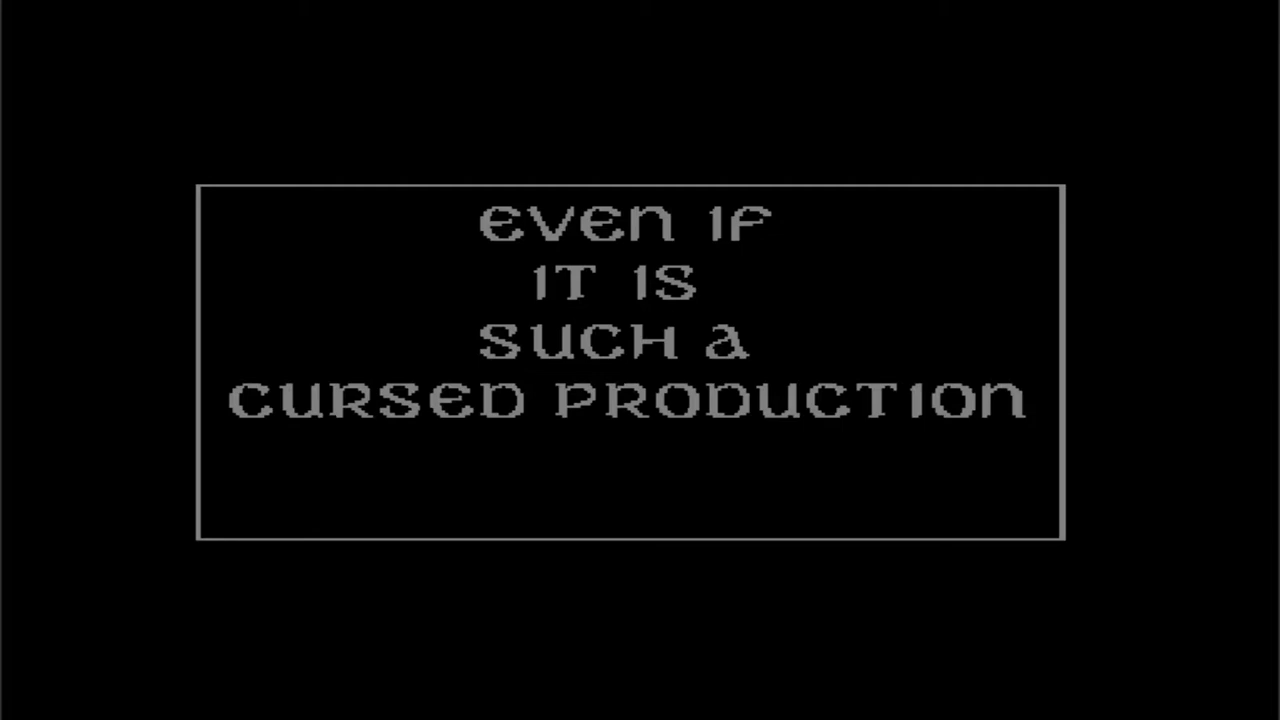 EVEN IF
IT IS
SUCH A
CURSED PRODUCTION